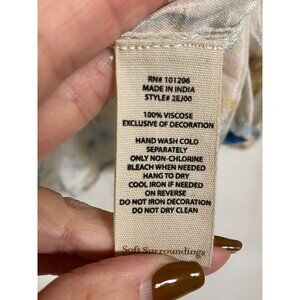 RN# 101206
MADE IN INDIA
STYLE# 2EJ00
100% VISCOSE
EXCLUSIVE OF DECORATION
HAND WASH COLD
SEPARATELY
ONLY NON-CHLORINE
BLEACH WHEN NEEDED
HANG TO DRY
COOL IRON IF NEEDED
ON REVERSE
DO NOT IRON DECORATION
DO NOT DRY CLEAN
Soft Surroundings